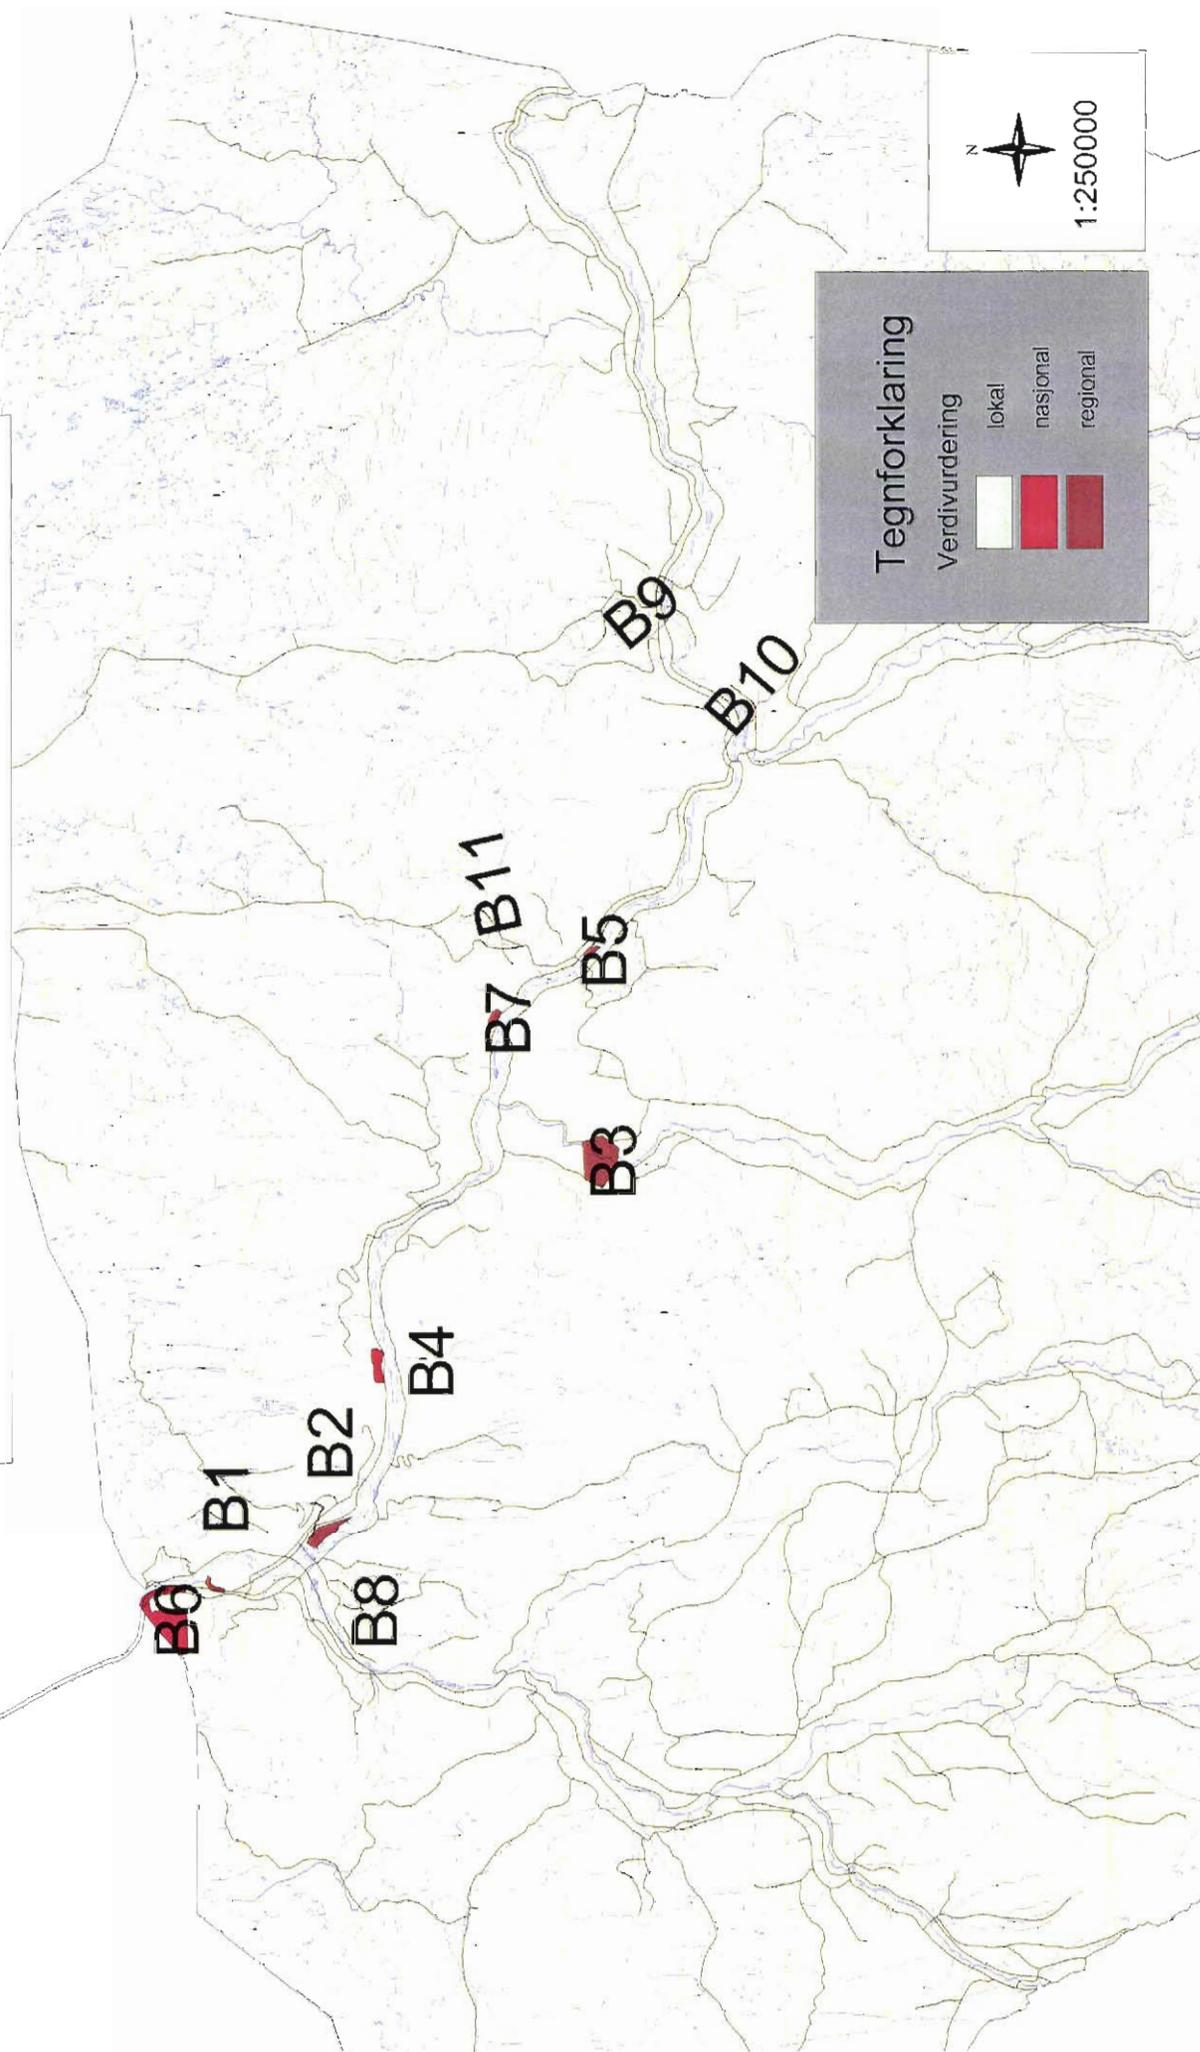 B6
B1
B2
B8
B4
B3
B7
B5
B11
B9
B10
Tegnforklaring
Verdivurdering
lokal
nasjonal
regional
N
1:250000